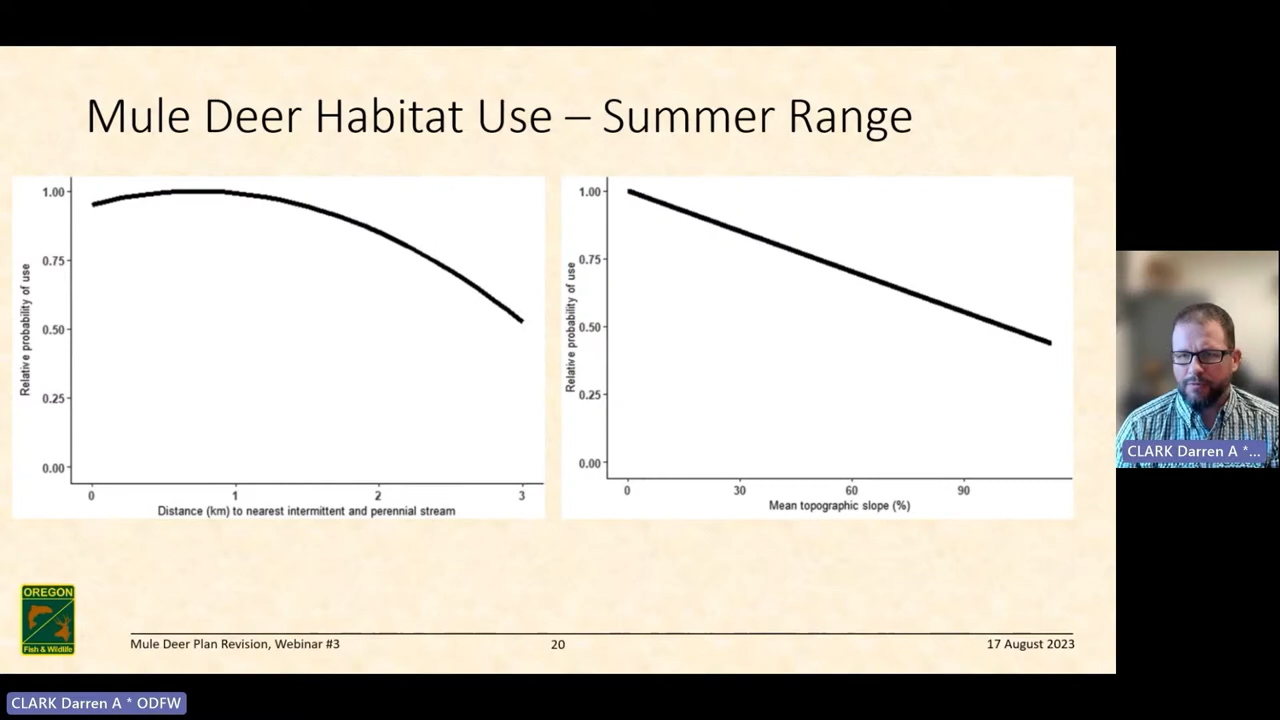 Mule Deer Habitat Use – Summer Range
1.00
0.75
0.50
0.25
0.00
Relative probability of use
0 1 2 3
Distance (km) to nearest intermittent and perennial stream
1.00
0.75
0.50
0.25
0.00
Relative probability of use
0 30 60 90
Mean topographic slope (%)
CLARK Darren A *...
OREGON
Fish & Wildlife
Mule Deer Plan Revision, Webinar #3 20 17 August 2023
CLARK Darren A * ODFW